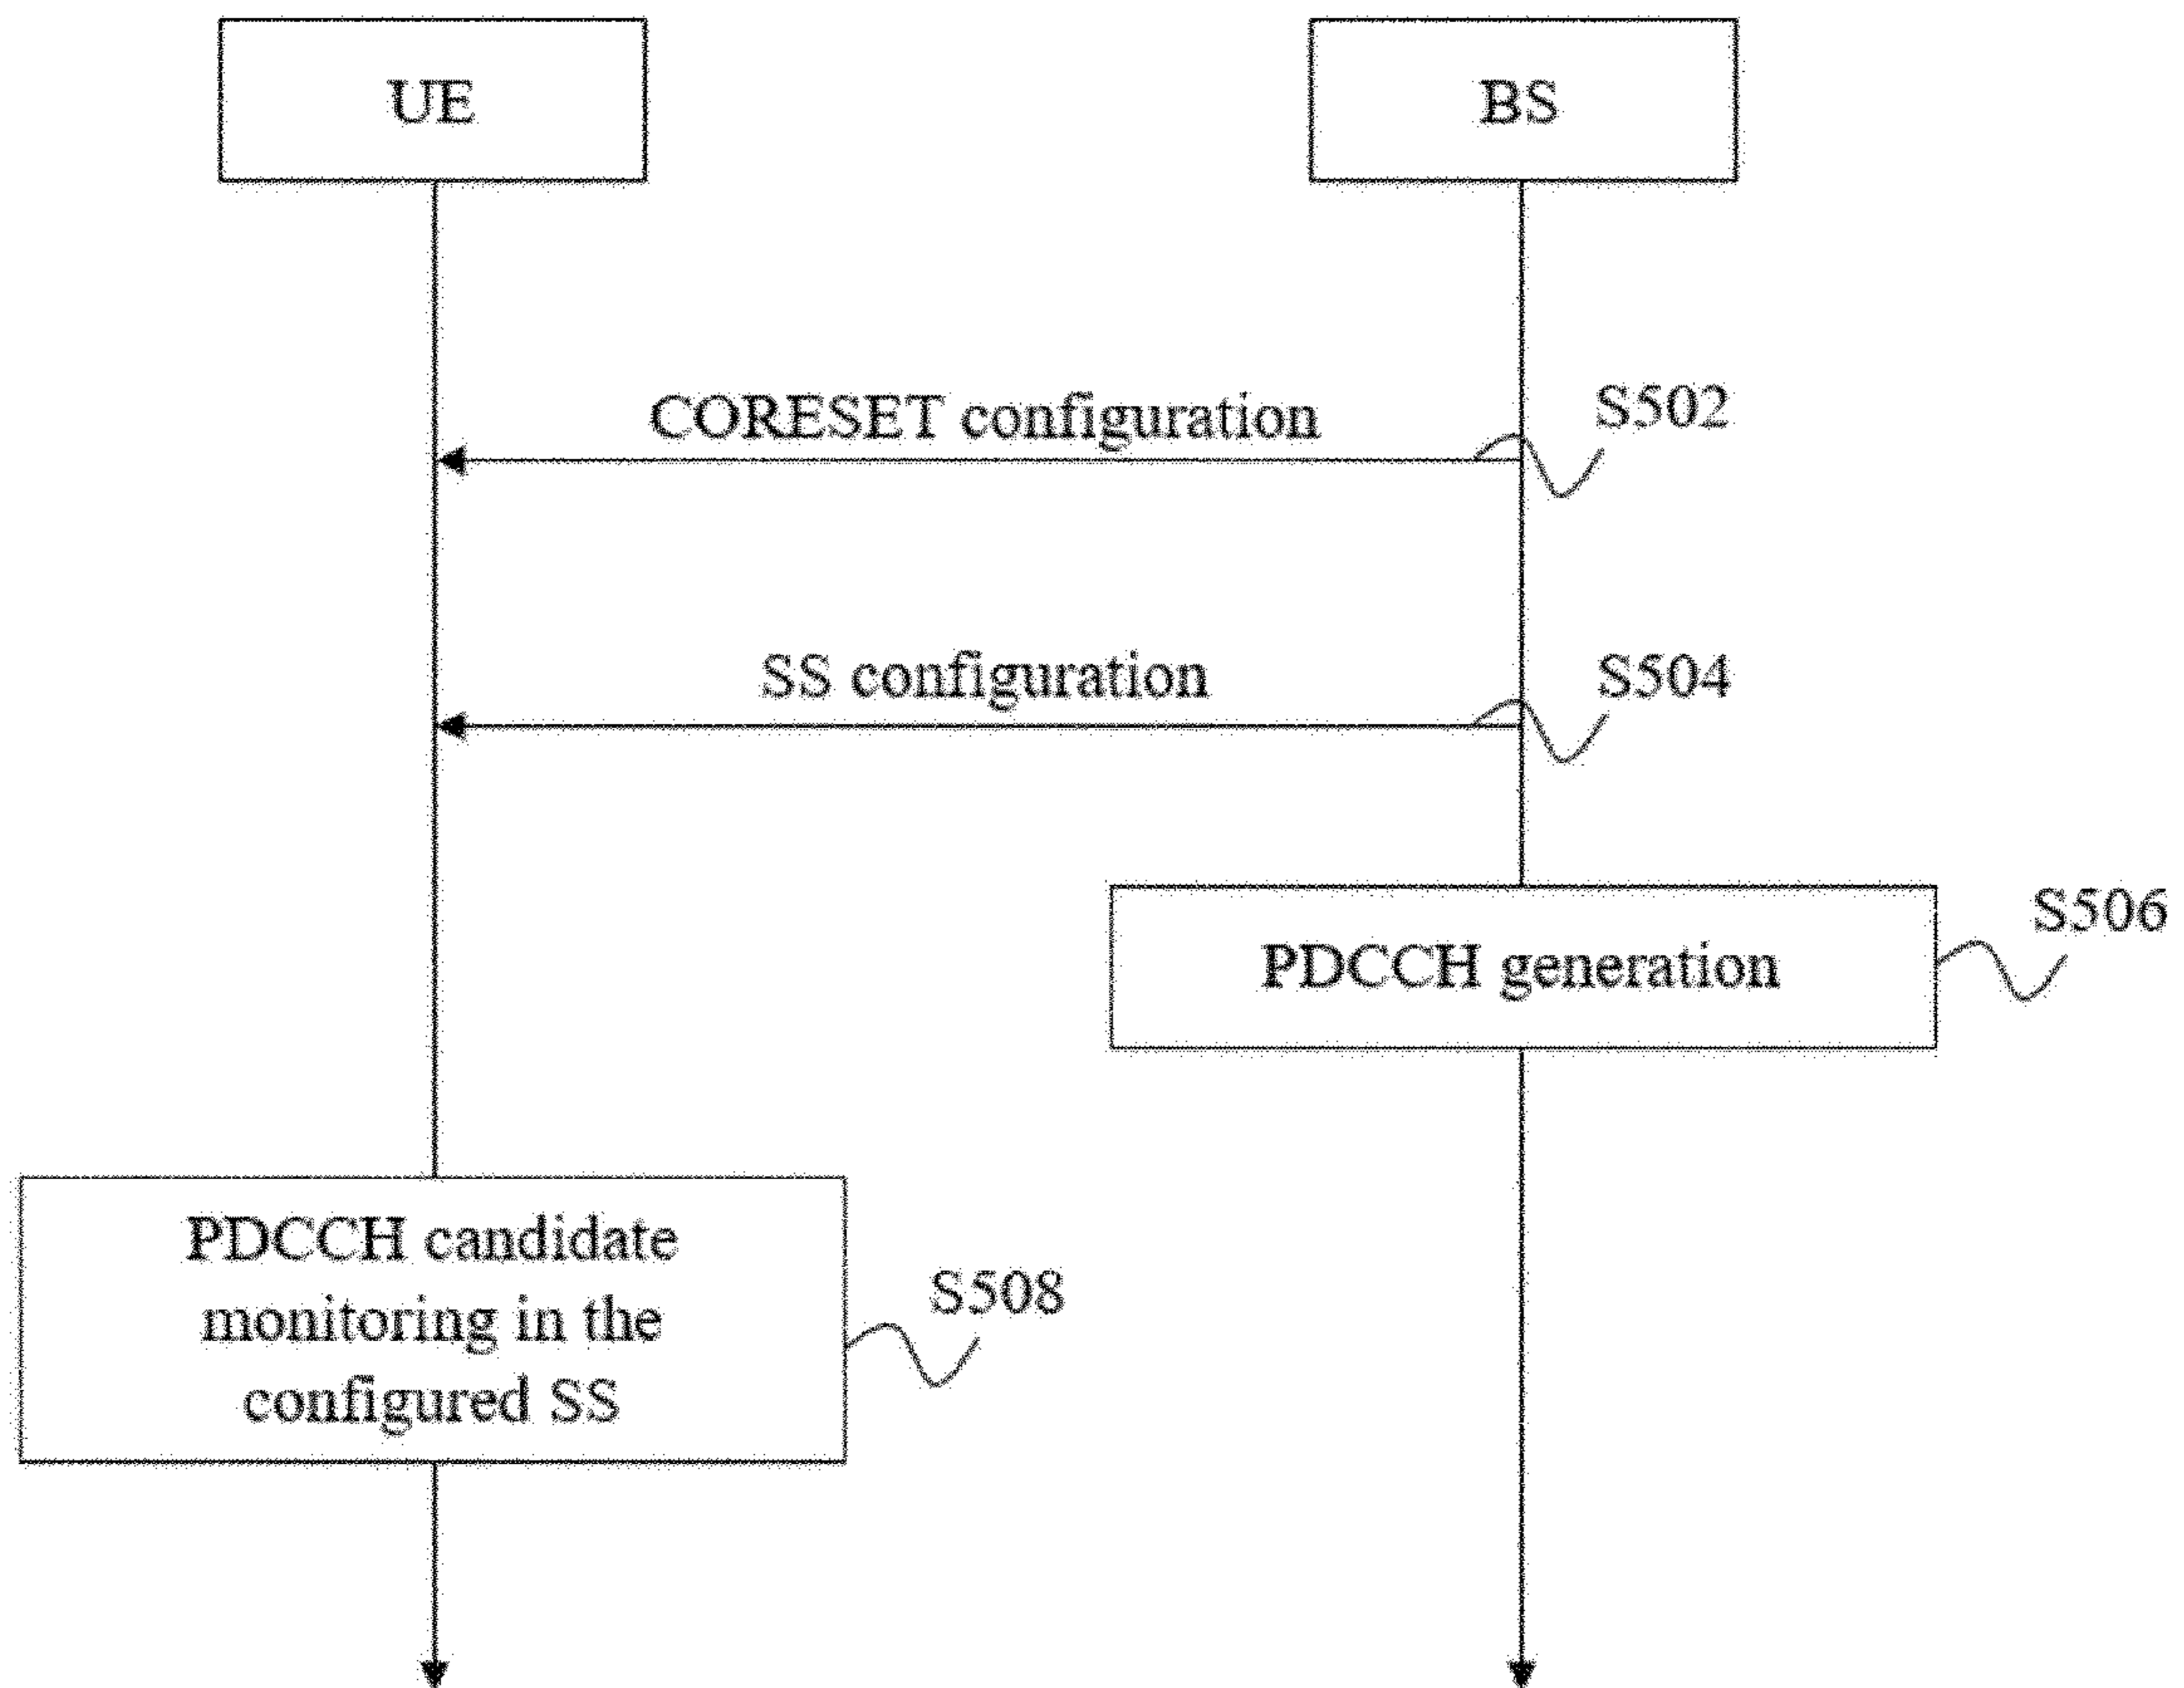 UE
BS
CORESET configuration
S502
SS configuration
S504
PDCCH generation
S506
PDCCH candidate
monitoring in the
configured SS
S508